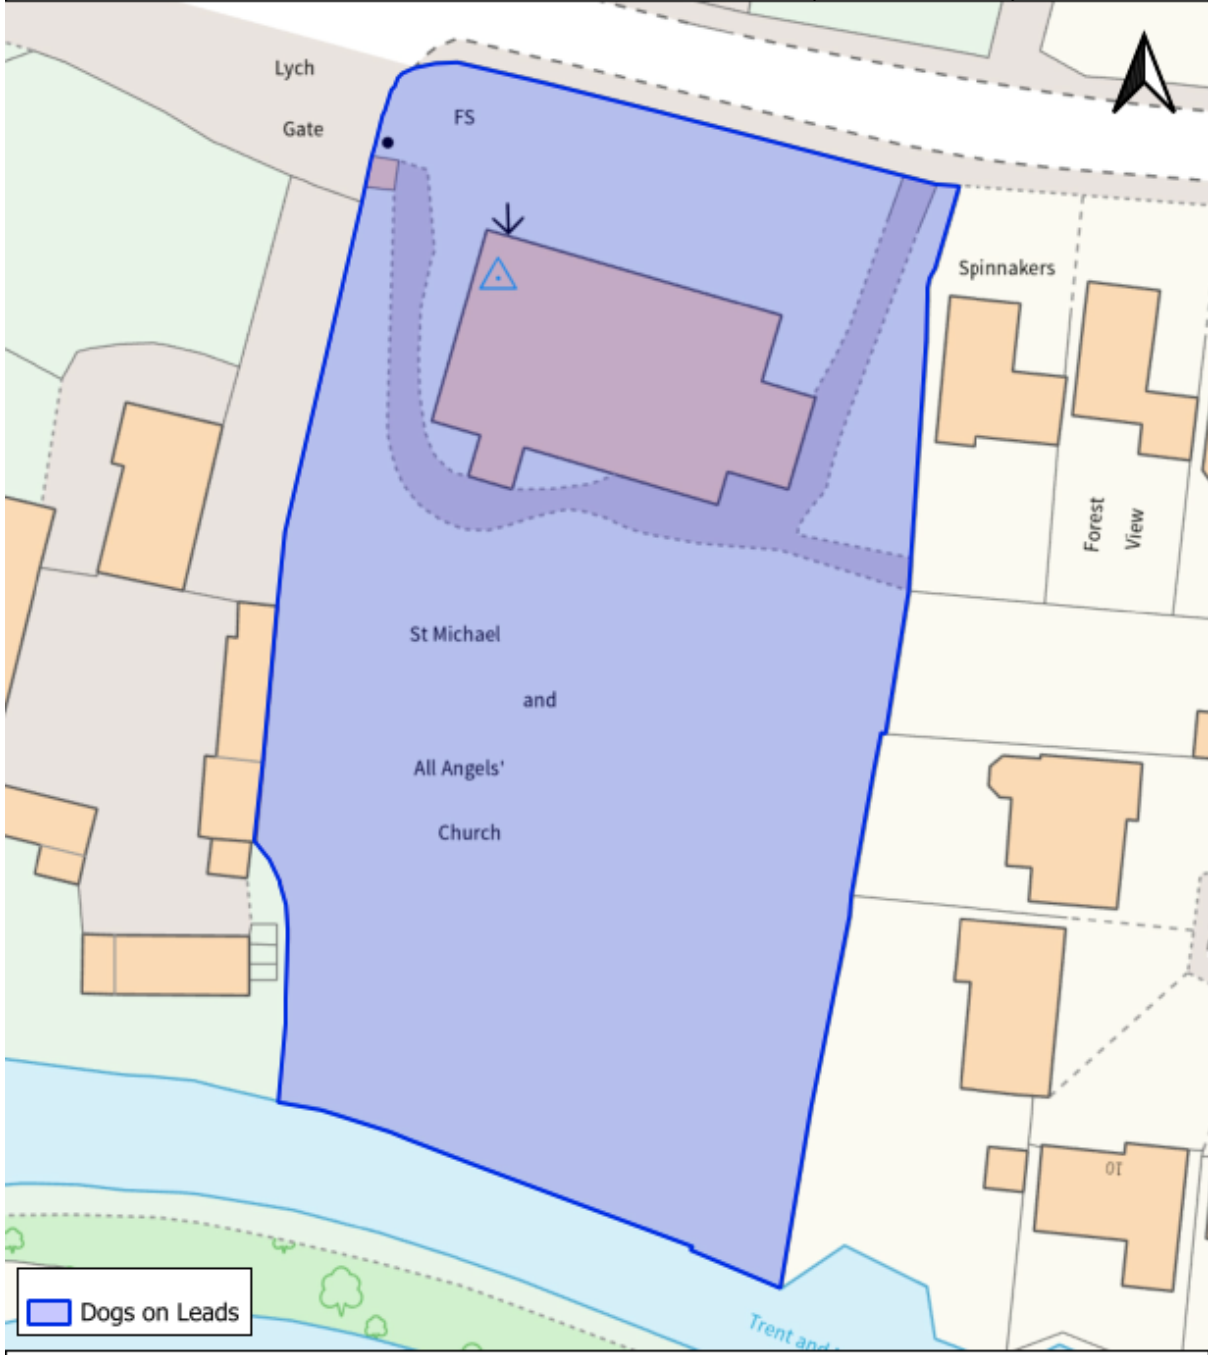 Lych
Gate
FS
Spinnakers
Forest
View
St Michael
and
All Angels'
Church
10
Dogs on Leads
Trent and